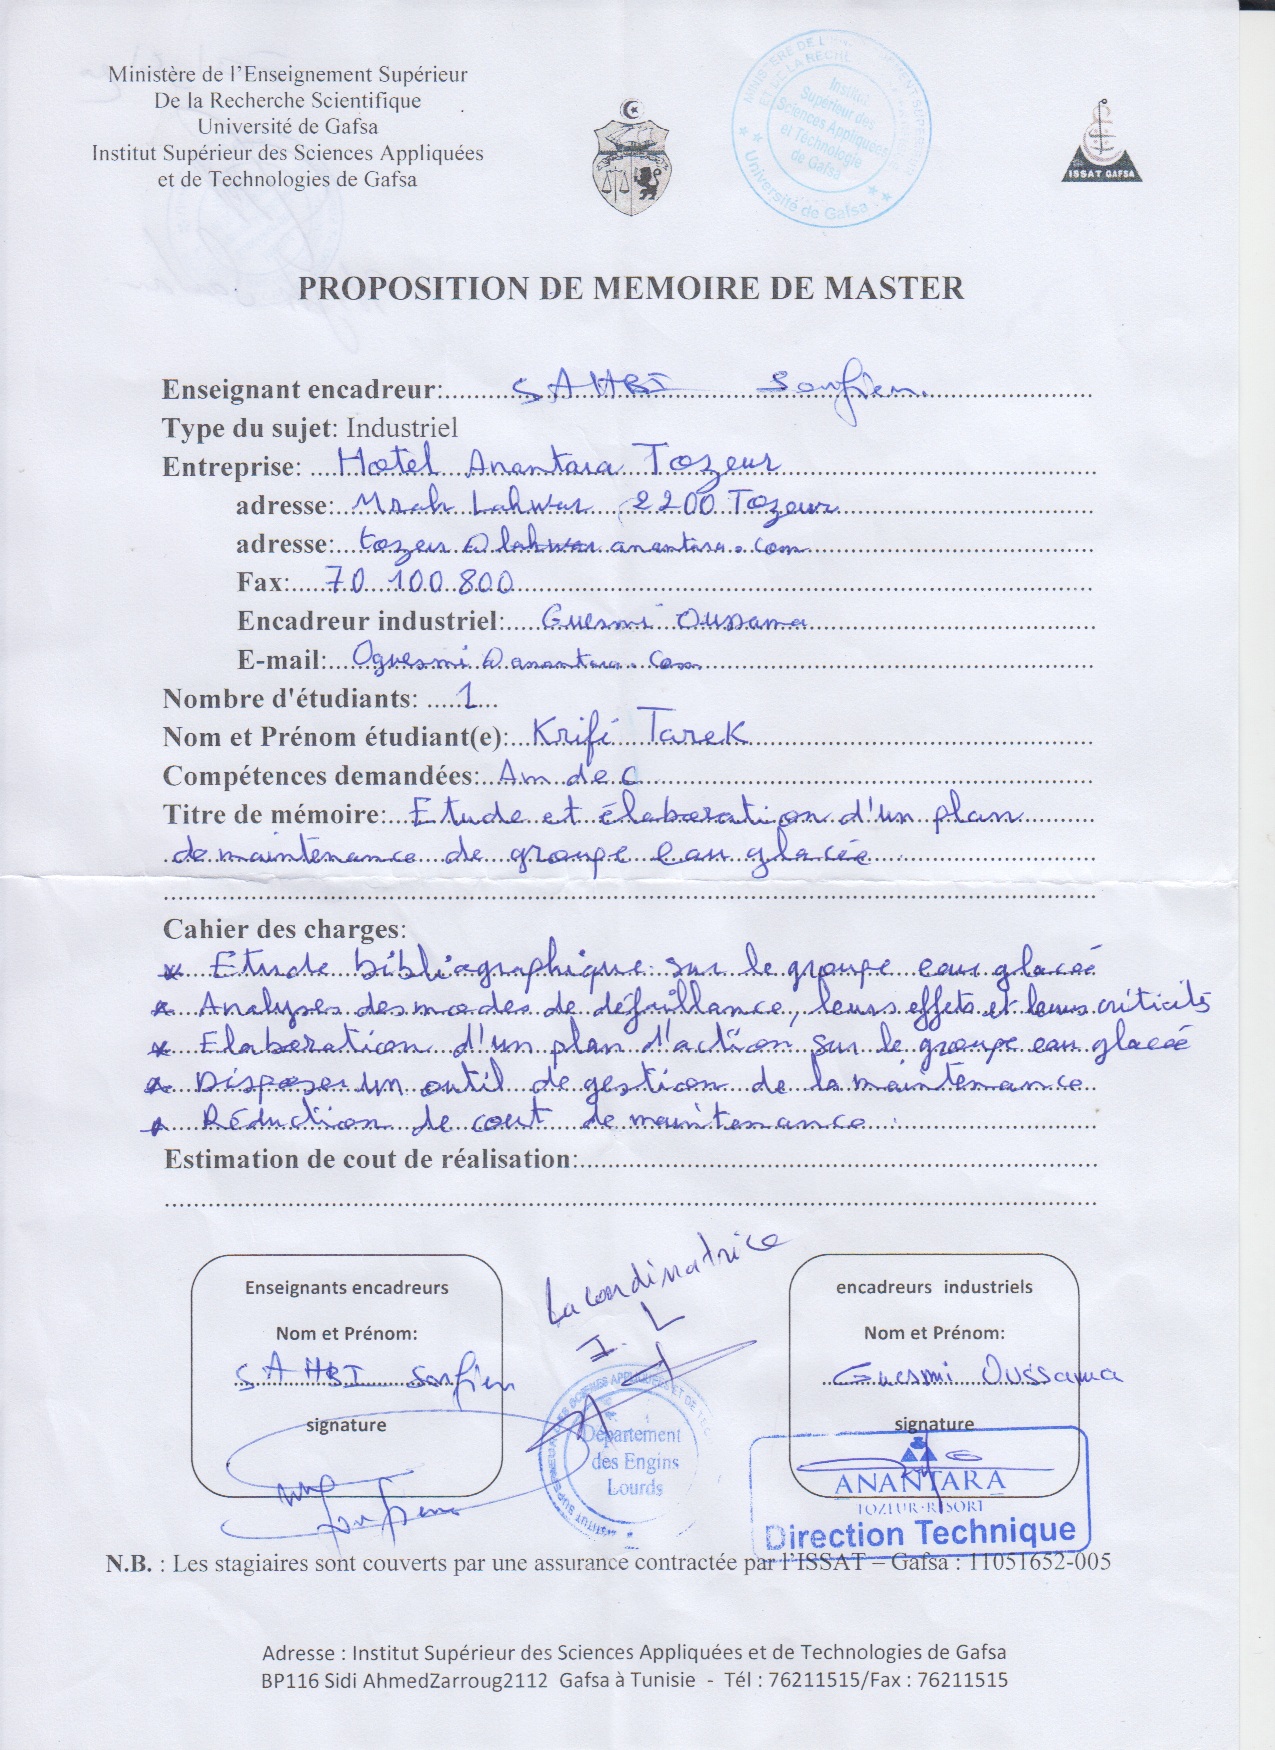 Ministère de l'Enseignement Supérieur
De la Recherche Scientifique
Université de Gafsa
Institut Supérieur des Sciences Appliquées
et de Technologies de Gafsa
Institut
Supérieur des
Sciences Appliquées
et Téchnologie
de Gafsa
Université de Gafsa
ISSAT GAFSA
PROPOSITION DE MEMOIRE DE MASTER
Enseignant encadreur: SAHBI Soufien
Type du sujet: Industriel
Entreprise: Hotel Anantara Tozeur
adresse: Mrah Lahwar 2200 Tozeur
adresse: tozeur@ anantara.com
Fax: 70 100 800
Encadreur industriel: Guesmi Oussama
E-mail: Oguesmi@anantara.com
Nombre d'étudiants: 1
Nom et Prénom étudiant(e): Krifi Tarek
Compétences demandées: Am de c
Titre de mémoire: Etude et élaboration d'un plan
de maintenance de groupe eau glacée
Cahier des charges:
* Etude bibliographique sur le groupe eau glacée
* Analyses des modes de défaillance, leurs effets et leurs criticités
* Elaboration d'un plan d'action sur le groupe eau glacée
* Disposer un outil de gestion de la maintenance
* Réduction de cout de maintenance.
Estimation de cout de réalisation:
La cordinatrice
I. L
Enseignants encadreurs
Nom et Prénom:
SAHBI Soufien
signature
Département
des Engins
Lourds
encadreurs industriels
Nom et Prénom:
Guesmi Oussama
signature
ANANTARA
TOZEUR·RESORT
Direction Technique
N.B. : Les stagiaires sont couverts par une assurance contractée par l'ISSAT – Gafsa : 11051652-005
Adresse : Institut Supérieur des Sciences Appliquées et de Technologies de Gafsa
BP116 Sidi AhmedZarroug2112 Gafsa à Tunisie - Tél : 76211515/Fax : 76211515